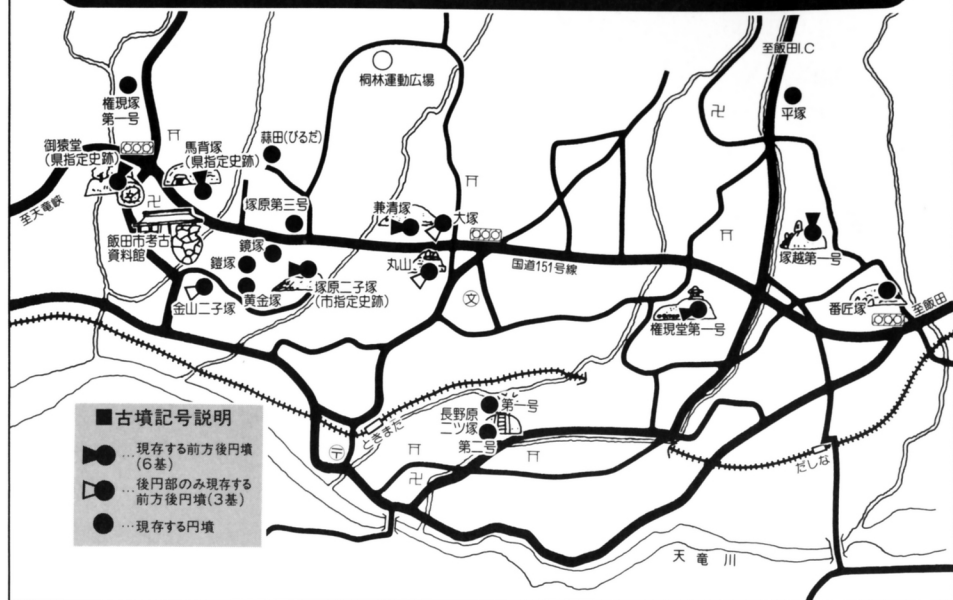 至飯田I.C
桐林運動広場
平塚
権現塚
第一号
御猿堂
(県指定史跡)
馬背塚
(県指定史跡)
蒜田(びるだ)
塚原第三号
兼清塚
大塚
至天竜峡
飯田市考古
資料館
鏡塚
鎧塚
丸山
国道151号線
塚越第一号
金山二子塚
黄金塚
塚原二子塚
(市指定史跡)
文
権現堂第一号
番匠塚
至飯田
長野原
二ツ塚
第一号
第二号
ときまた
〒
だしな
天竜川
■古墳記号説明
…現存する前方後円墳
(6基)
…後円部のみ現存する
前方後円墳(3基)
…現存する円墳